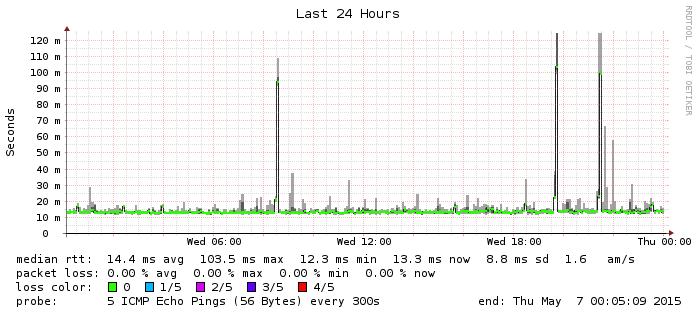 Last 24 Hours
RRDTOOL / TOBI OETIKER
Seconds
120 m
110 m
100 m
90 m
80 m
70 m
60 m
50 m
40 m
30 m
20 m
10 m
0
Wed 06:00 Wed 12:00 Wed 18:00 Thu 00:00
median rtt: 14.4 ms avg 103.5 ms max 12.3 ms min 13.3 ms now 8.8 ms sd 1.6 am/s
packet loss: 0.00 % avg 0.00 % max 0.00 % min 0.00 % now
loss color: 0 1/5 2/5 3/5 4/5
probe: 5 ICMP Echo Pings (56 Bytes) every 300s end: Thu May 7 00:05:09 2015